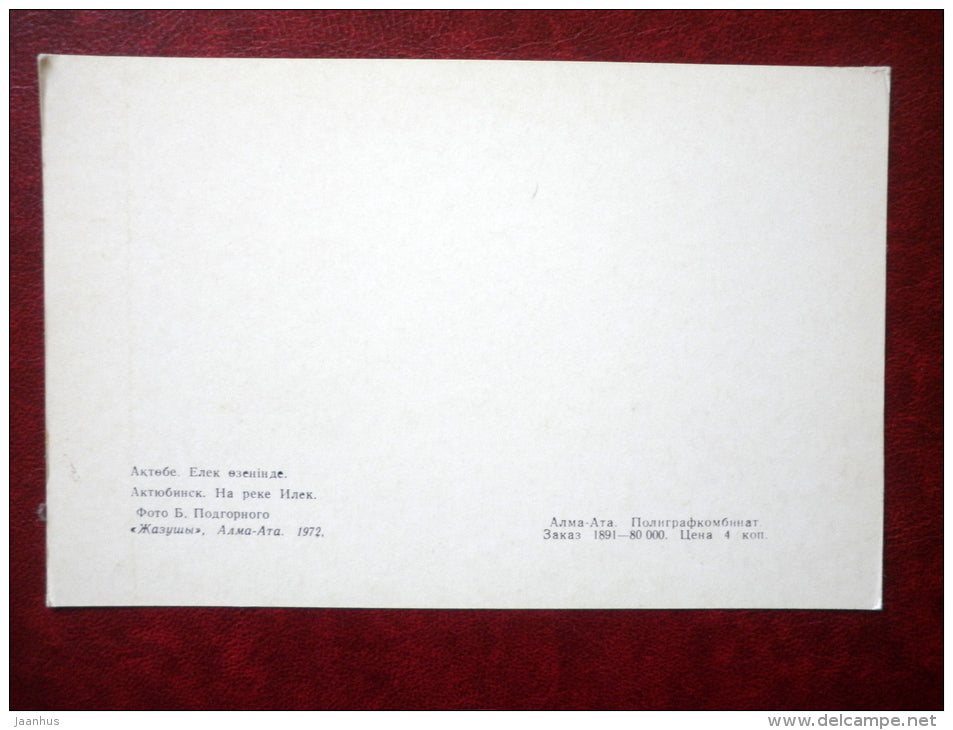 Ақтөбе. Елек өзенінде.
Актюбинск. На реке Илек.
Фото Б. Подгорного
«Жазушы», Алма-Ата. 1972.
Алма-Ата. Полиграфкомбинат.
Заказ 1891—80 000. Цена 4 коп.
jaanhus
www.delcampe.net